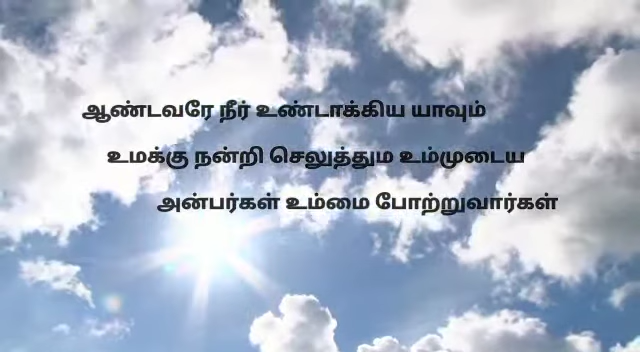 ஆண்டவரே நீர் உண்டாக்கிய யாவும்
உமக்கு நன்றி செலுத்தும உம்முடைய
அன்பர்கள் உம்மை போற்றுவார்கள்